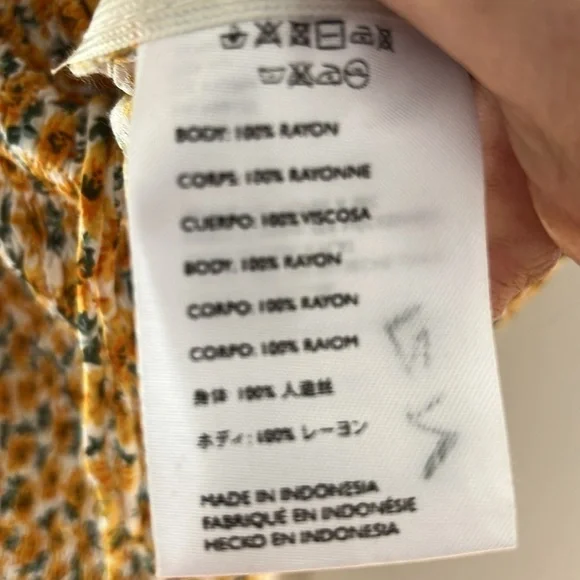 BODY: 100% RAYON
CORPS: 100% RAYONNE
CUERPO: 100% VISCOSA
BODY: 100% RAYON
CORPO: 100% RAYON
CORPO: 100% RAIOM
身体: 100% 人造丝
ボディ: 100% レーヨン
MADE IN INDONESIA
FABRIQUÉ EN INDONÉSIE
HECHO EN INDONESIA